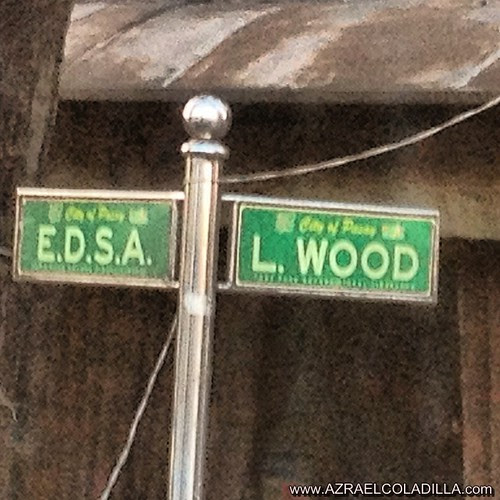 City of Pasay
E.D.S.A.
City of Pasay
L. WOOD
www.AZRAELCOLADILLA.com